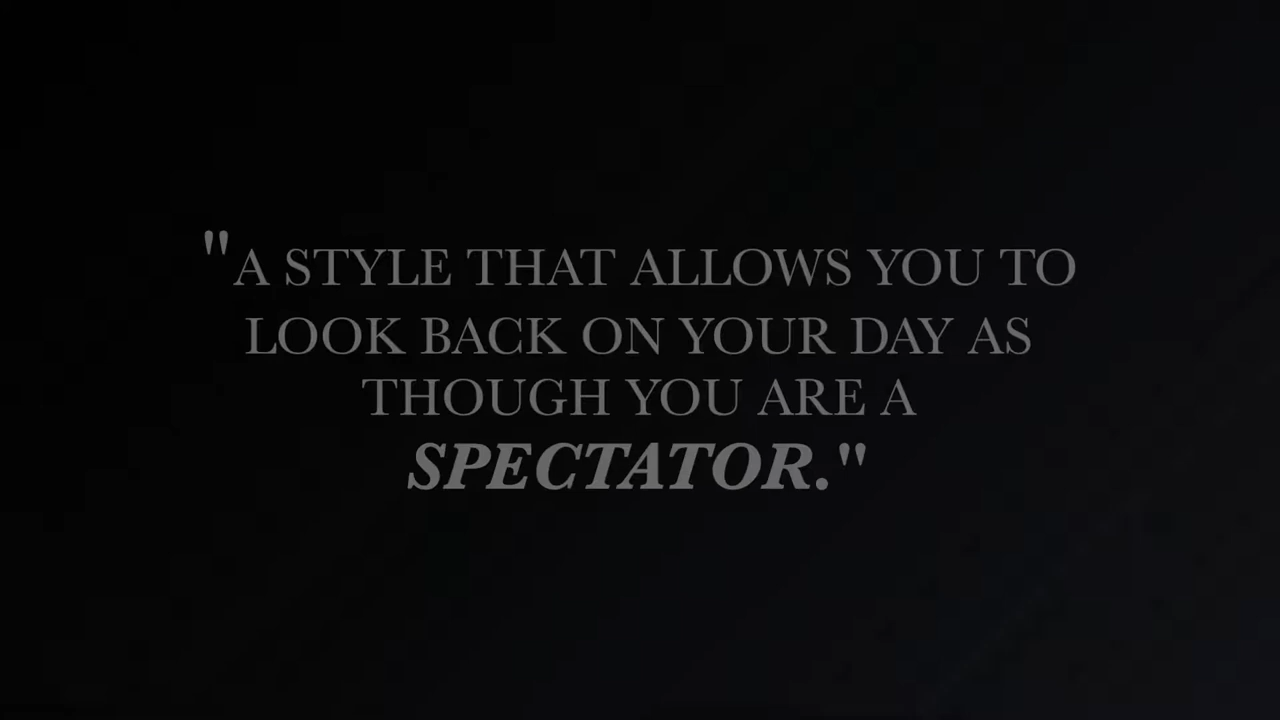 "A STYLE THAT ALLOWS YOU TO
LOOK BACK ON YOUR DAY AS
THOUGH YOU ARE A
SPECTATOR."